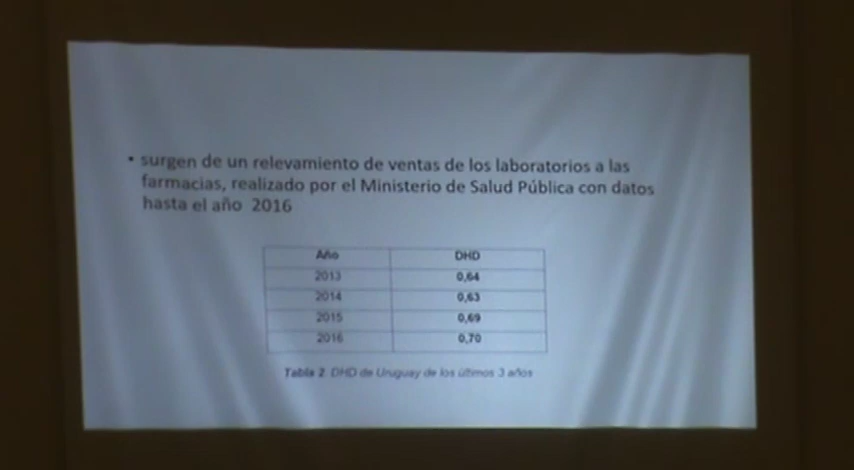 • surgen de un relevamiento de ventas de los laboratorios a las
farmacias, realizado por el Ministerio de Salud Pública con datos
hasta el año 2016
Año DHD
2013 0,64
2014 0,63
2015 0,69
2016 0,70
Tabla 2 DHD de Uruguay de los últimos 3 años